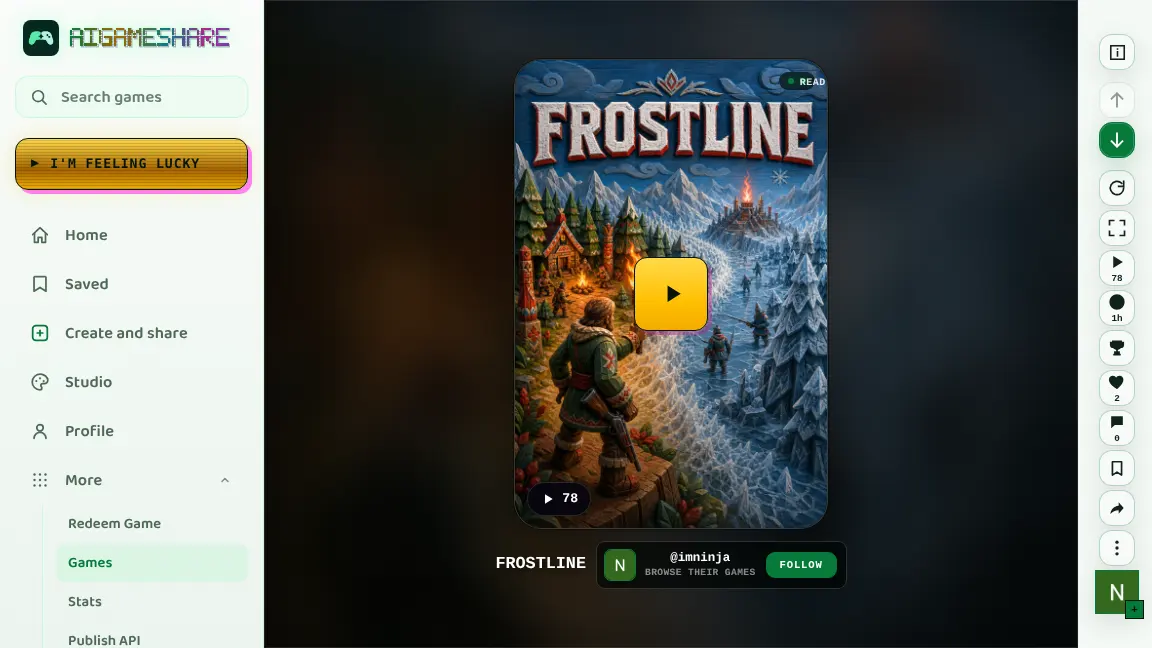 AIGAMESHARE
Search games
I'M FEELING LUCKY
Home
Saved
Create and share
Studio
Profile
More
Redeem Game
Games
Stats
Publish API
READ
FROSTLINE
78
FROSTLINE
N
@imninja
BROWSE THEIR GAMES
FOLLOW
78
1h
2
0
N
+